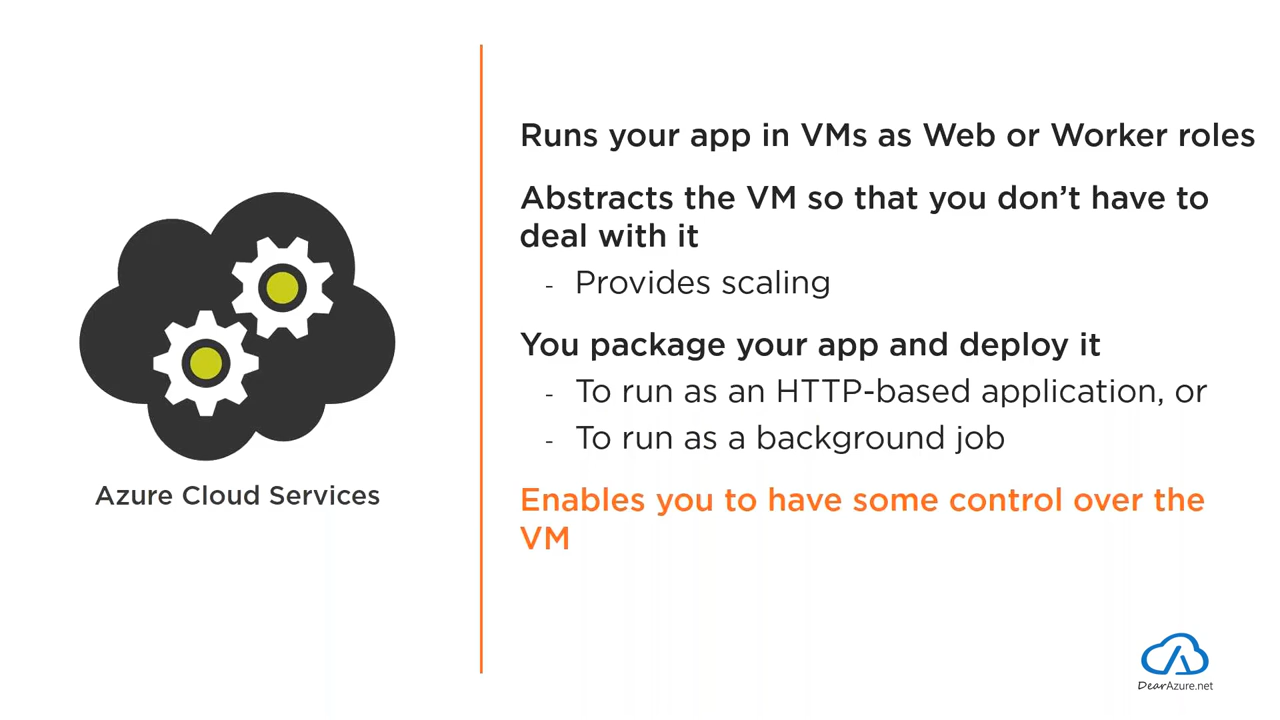 Runs your app in VMs as Web or Worker roles
Abstracts the VM so that you don’t have to
deal with it
- Provides scaling
You package your app and deploy it
- To run as an HTTP-based application, or
- To run as a background job
Enables you to have some control over the
VM
Azure Cloud Services
DearAzure.net